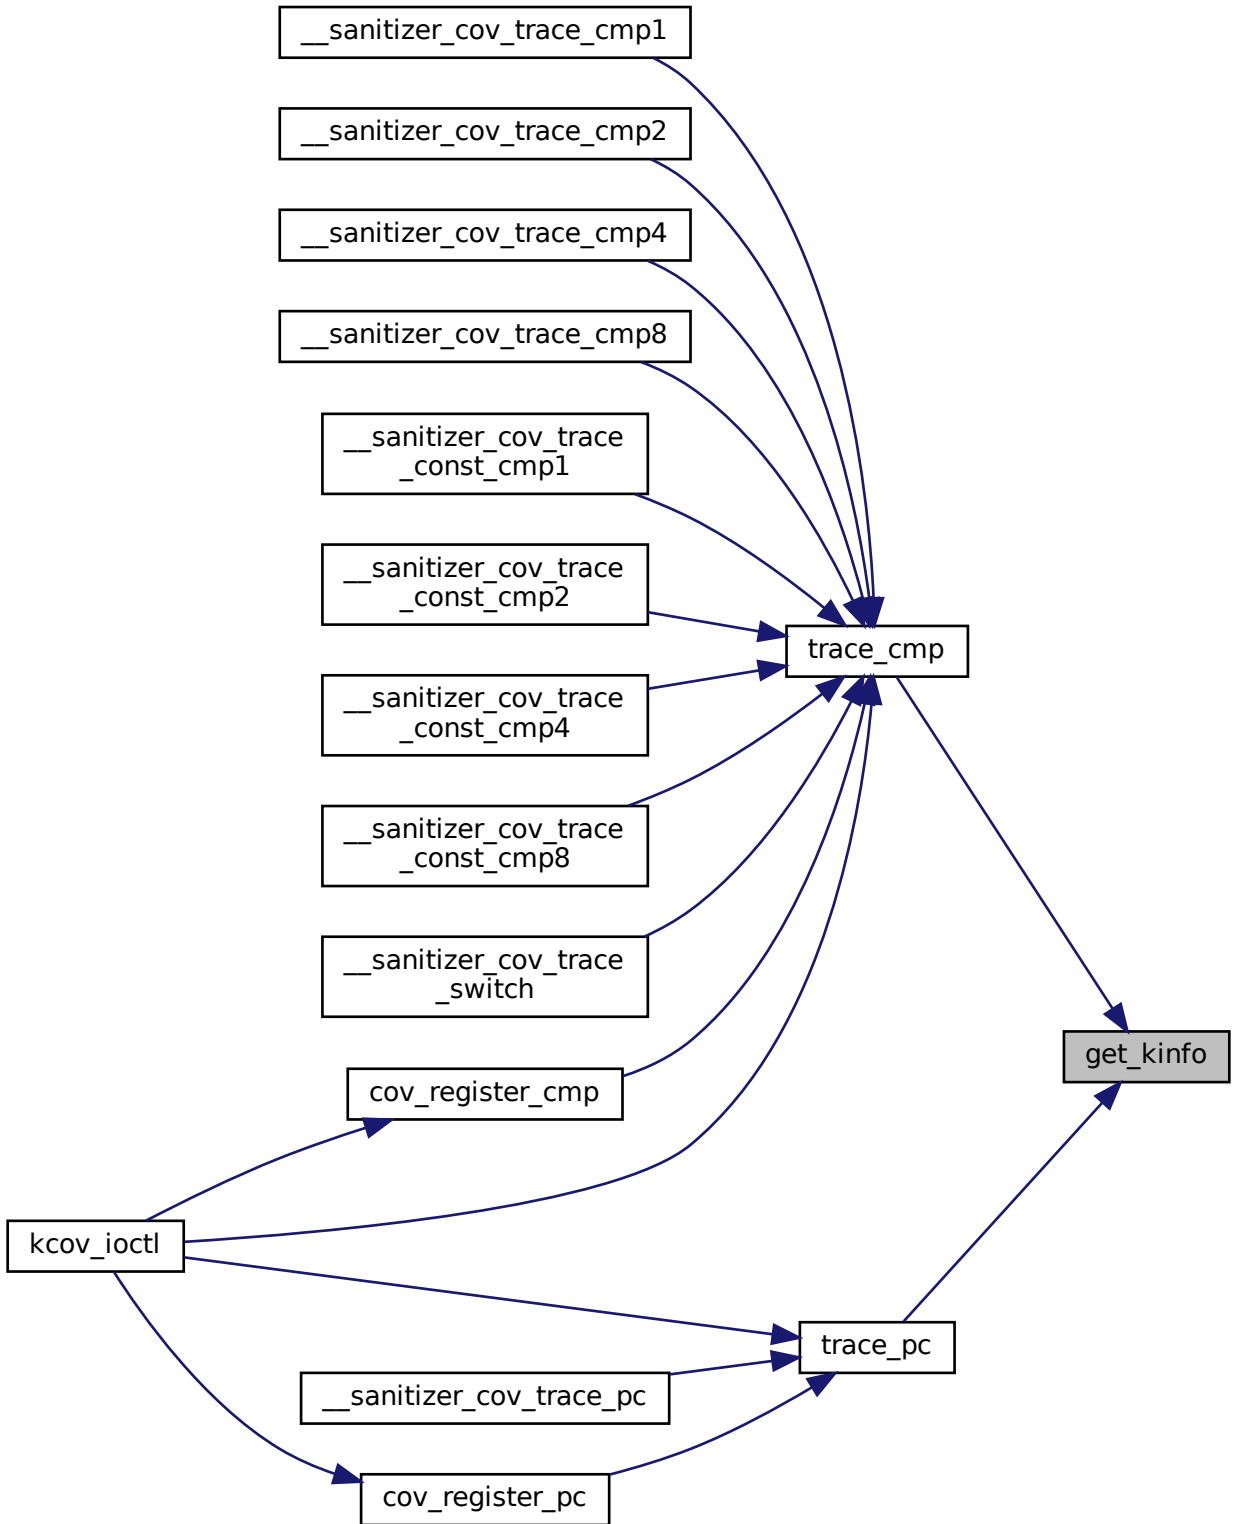 __sanitizer_cov_trace_cmp1
__sanitizer_cov_trace_cmp2
__sanitizer_cov_trace_cmp4
__sanitizer_cov_trace_cmp8
__sanitizer_cov_trace
_const_cmp1
__sanitizer_cov_trace
_const_cmp2
trace_cmp
__sanitizer_cov_trace
_const_cmp4
__sanitizer_cov_trace
_const_cmp8
__sanitizer_cov_trace
_switch
get_kinfo
cov_register_cmp
kcov_ioctl
trace_pc
__sanitizer_cov_trace_pc
cov_register_pc